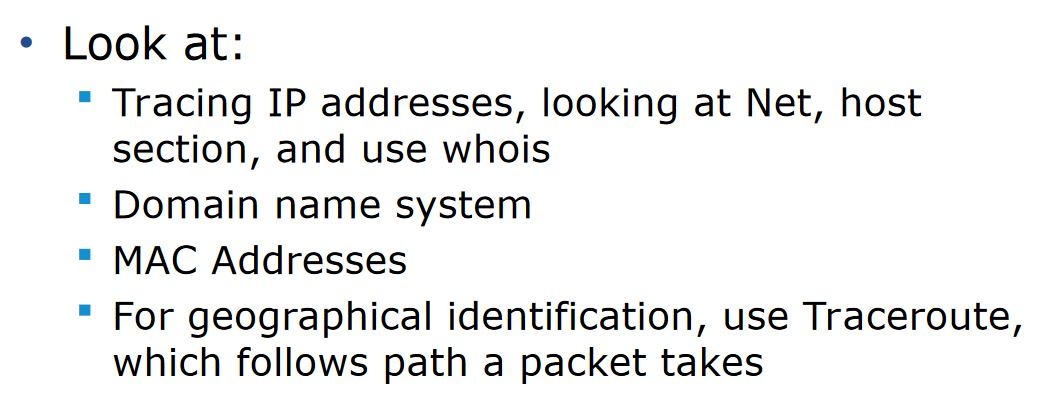 • Look at:
▪ Tracing IP addresses, looking at Net, host
section, and use whois
▪ Domain name system
▪ MAC Addresses
▪ For geographical identification, use Traceroute,
which follows path a packet takes